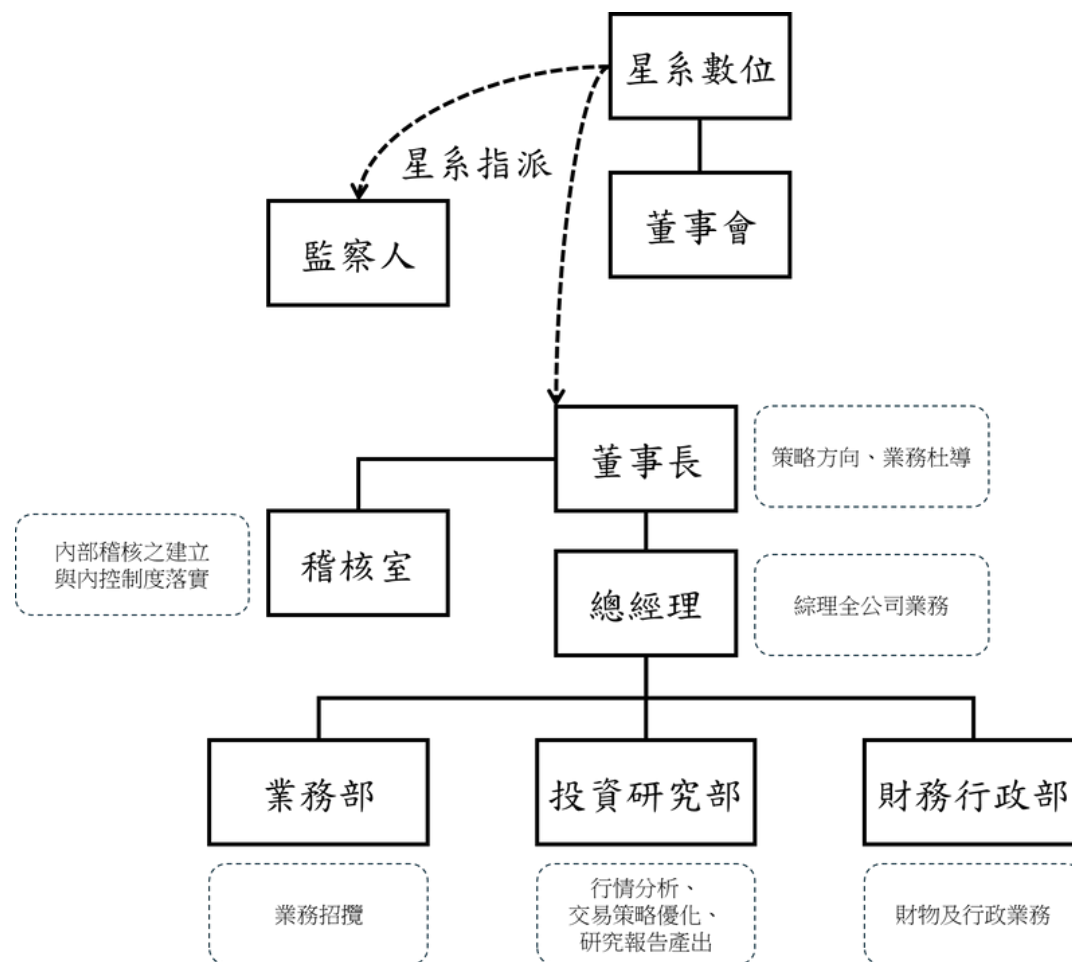 星系數位
星系指派
董事會
監察人
董事長
策略方向、業務杜導
內部稽核之建立
與內控制度落實
稽核室
總經理
綜理全公司業務
業務部
投資研究部
財務行政部
業務招攬
行情分析、
交易策略優化、
研究報告產出
財物及行政業務